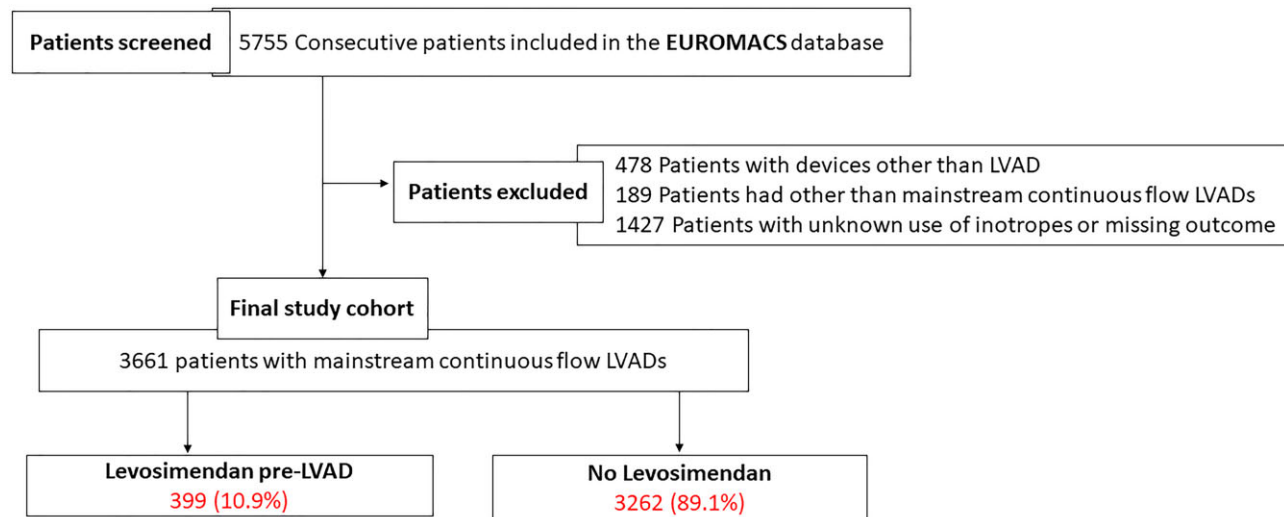 Patients screened
5755 Consecutive patients included in the EUROMACS database
Patients excluded
478 Patients with devices other than LVAD
189 Patients had other than mainstream continuous flow LVADs
1427 Patients with unknown use of inotropes or missing outcome
Final study cohort
3661 patients with mainstream continuous flow LVADs
Levosimendan pre-LVAD
399 (10.9%)
No Levosimendan
3262 (89.1%)